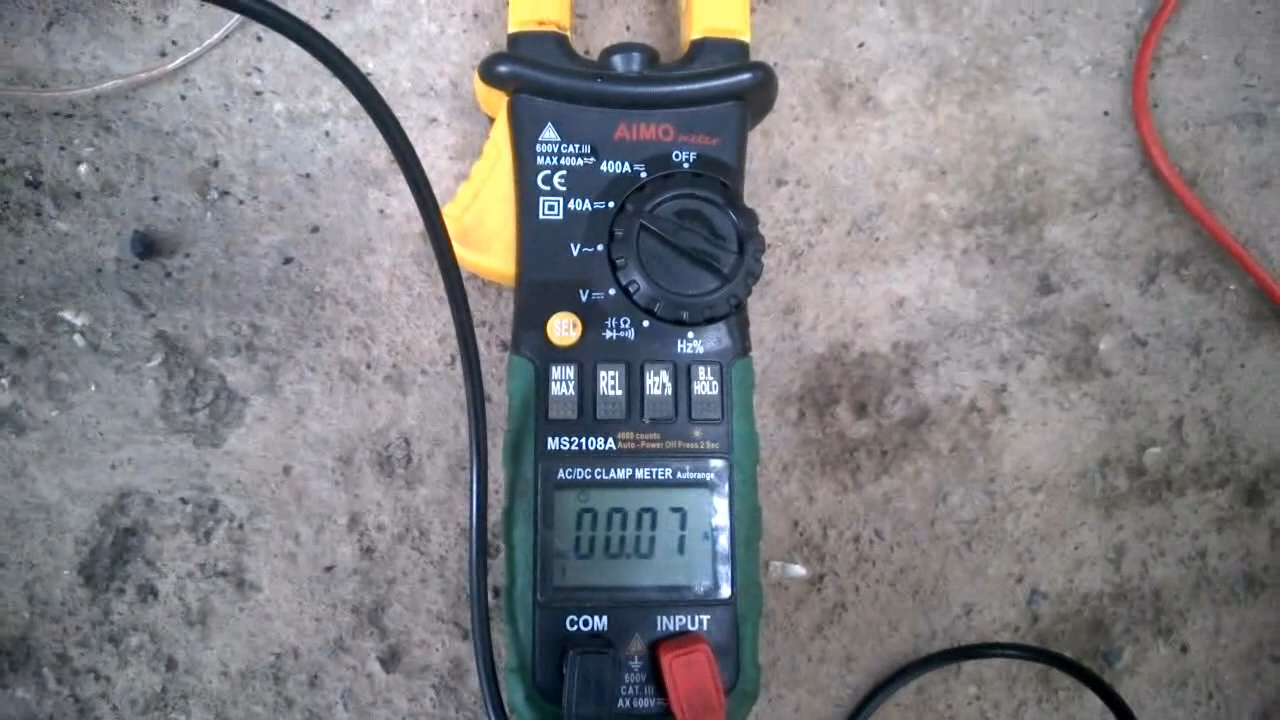 AIMO meter
600V CAT.III
MAX 400A
400A
OFF
CE
40A
V~
V
SEL
Ω
Hz%
MIN MAX
REL
Hz/%
B.L HOLD
MS2108A
4000 counts
Auto - Power Off Press 2 Sec
AC/DC CLAMP METER Autorange
00.07 A
COM
INPUT
600V
CAT. III
AX 600V